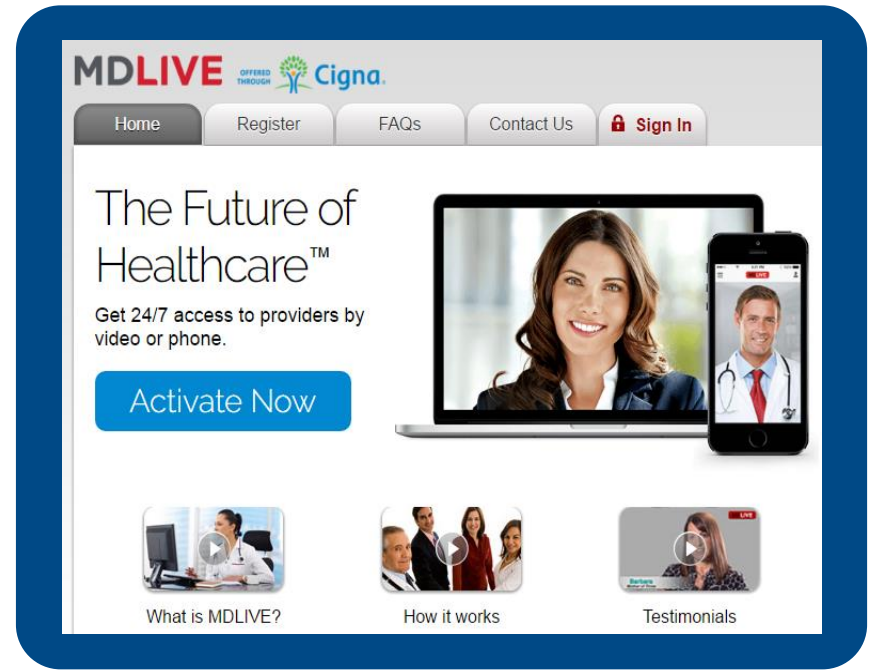 MDLIVE OFFERED THROUGH Cigna.
Home Register FAQs Contact Us Sign In
The Future of
Healthcare™
Get 24/7 access to providers by
video or phone.
Activate Now
LIVE
LIVE
Barbara
What is MDLIVE? How it works Testimonials